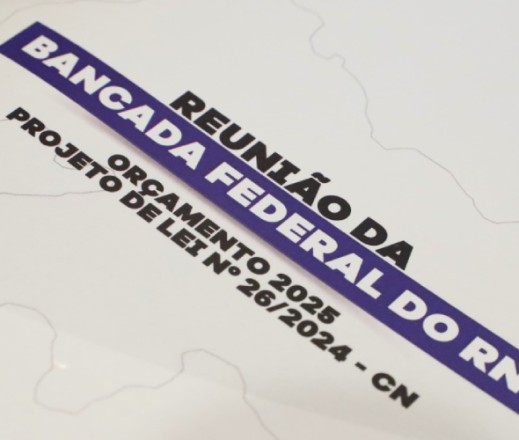 REUNIÃO DA
BANCADA FEDERAL DO RN
ORÇAMENTO 2025
PROJETO DE LEI Nº 26/2024 - CN